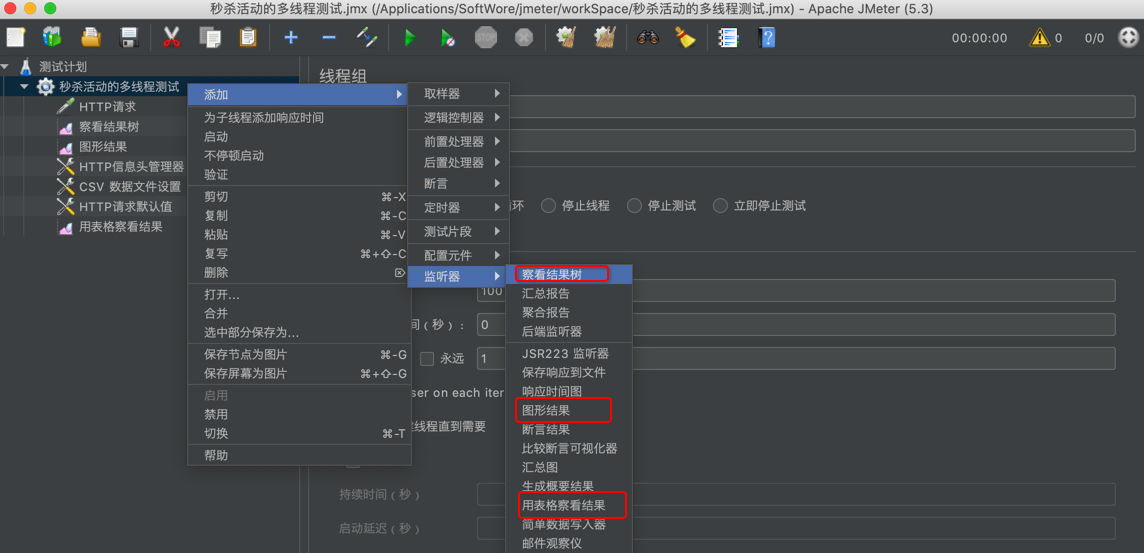 秒杀活动的多线程测试.jmx (/Applications/SoftWore/jmeter/workSpace/秒杀活动的多线程测试.jmx) - Apache JMeter (5.3)
STOP
00:00:00
0
0/0
测试计划
秒杀活动的多线程测试
HTTP请求
察看结果树
图形结果
HTTP信息头管理器
CSV 数据文件设置
HTTP请求默认值
用表格察看结果
添加
为子线程添加响应时间
启动
不停顿启动
验证
剪切 ⌘-X
复制 ⌘-C
粘贴 ⌘-V
复写 ⌘+⇧-C
删除 ⌦
打开...
合并
选中部分保存为...
保存节点为图片 ⌘-G
保存屏幕为图片 ⌘+⇧-G
启用
禁用
切换 ⌘-T
帮助
取样器
逻辑控制器
前置处理器
后置处理器
断言
定时器
测试片段
配置元件
监听器
察看结果树
汇总报告
聚合报告
后端监听器
JSR223 监听器
保存响应到文件
响应时间图
图形结果
断言结果
比较断言可视化器
汇总图
生成概要结果
用表格察看结果
简单数据写入器
邮件观察仪
线程组
环 停止线程 停止测试 立即停止测试
100
间（秒）： 0
永远 1
ser on each iter
线程直到需要
持续时间（秒）
启动延迟（秒）